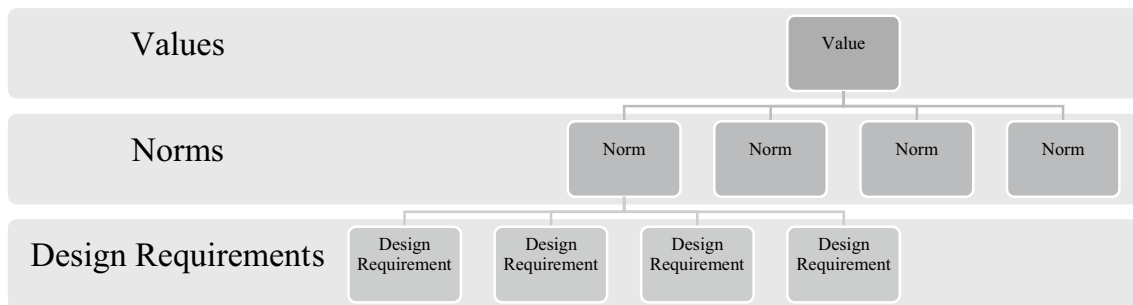 Values
Value
Norms
Norm
Norm
Norm
Norm
Design Requirements
Design
Requirement
Design
Requirement
Design
Requirement
Design
Requirement